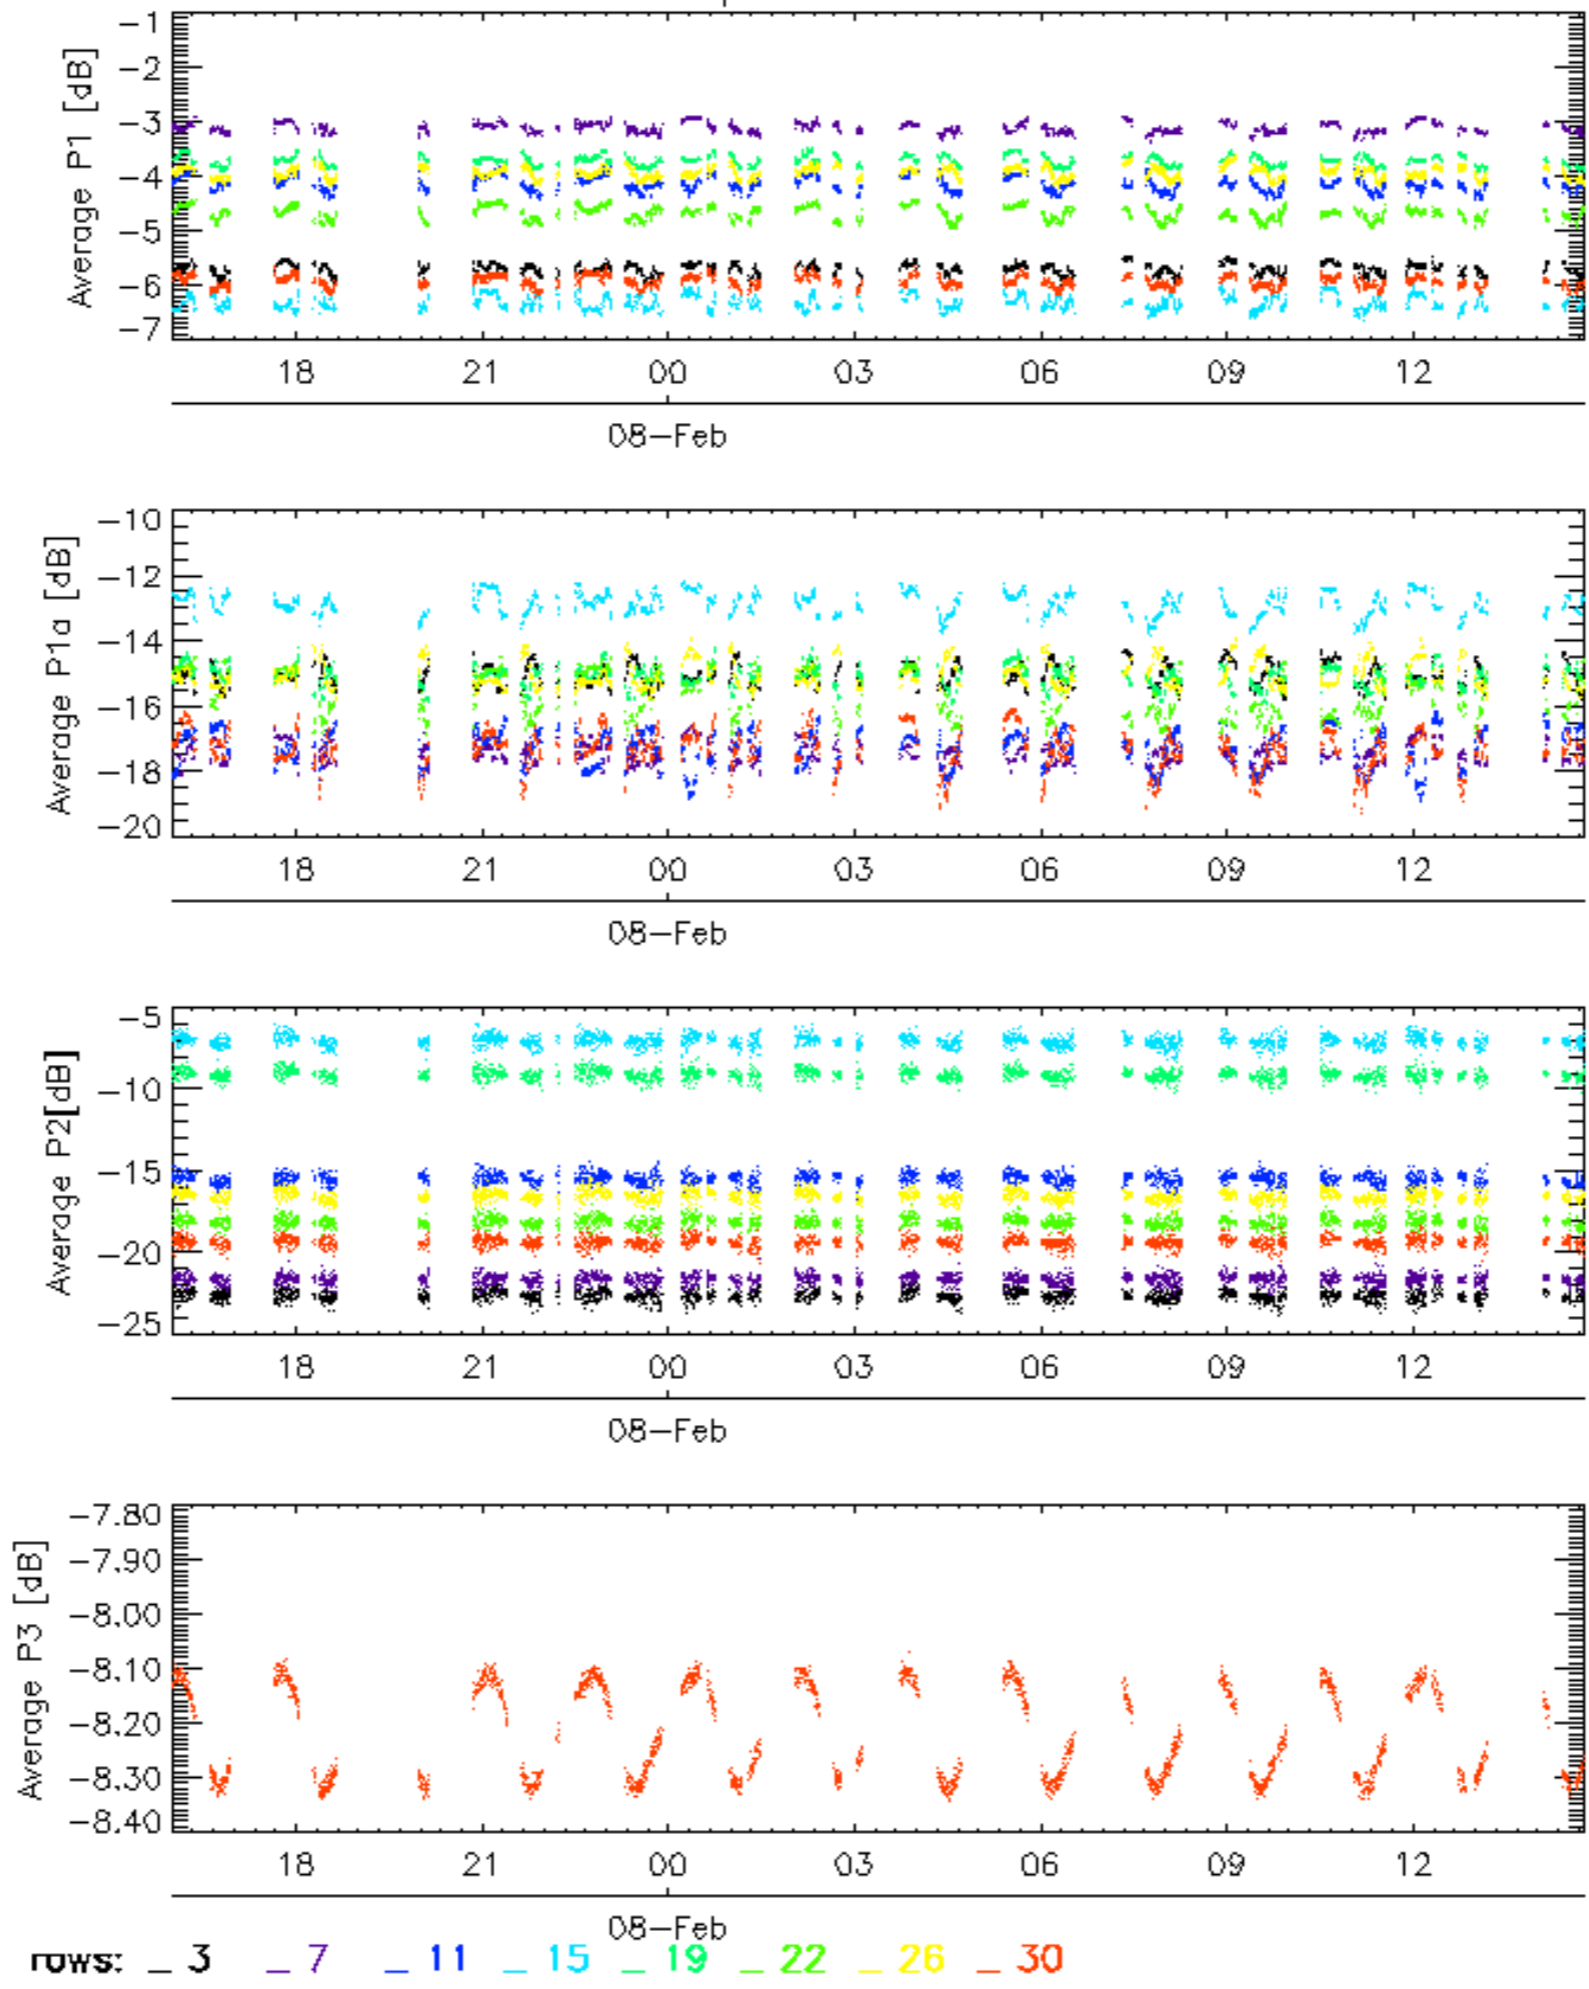 Average P1 [dB]
−1
−2
−3
−4
−5
−6
−7
18 21 00 03 06 09 12
08−Feb
Average P1a [dB]
−10
−12
−14
−16
−18
−20
18 21 00 03 06 09 12
08−Feb
Average P2[dB]
−5
−10
−15
−20
−25
18 21 00 03 06 09 12
08−Feb
Average P3 [dB]
−7.80
−7.90
−8.00
−8.10
−8.20
−8.30
−8.40
18 21 00 03 06 09 12
08−Feb
rows: _ 3 _ 7 _ 11 _ 15 _ 19 _ 22 _ 26 _ 30